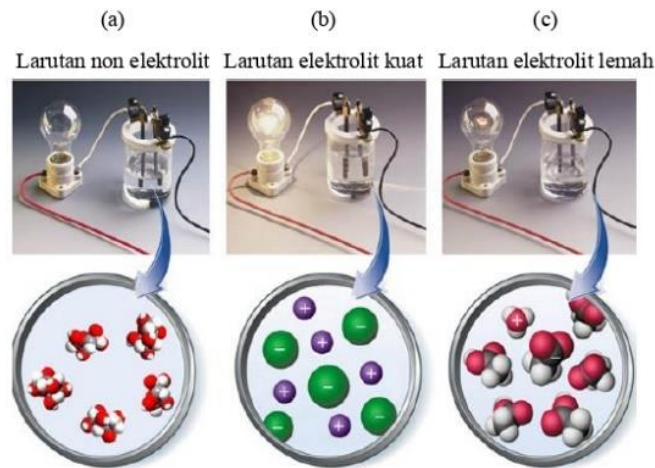 (a)
(b)
(c)
Larutan non elektrolit
Larutan elektrolit kuat
Larutan elektrolit lemah
−
+
−
+
−
+
+
−
+
−
+
−